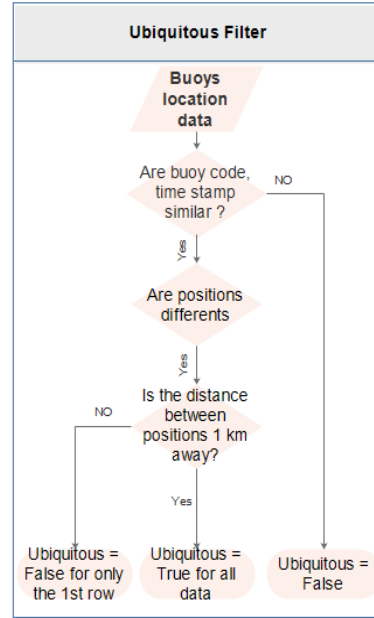 Ubiquitous Filter
Buoys
location
data
Are buoy code,
time stamp
similar ?
NO
Yes
Are positions
differents
Yes
Is the distance
between
positions 1 km
away?
NO
Yes
Ubiquitous =
False for only
the 1st row
Ubiquitous =
True for all
data
Ubiquitous =
False